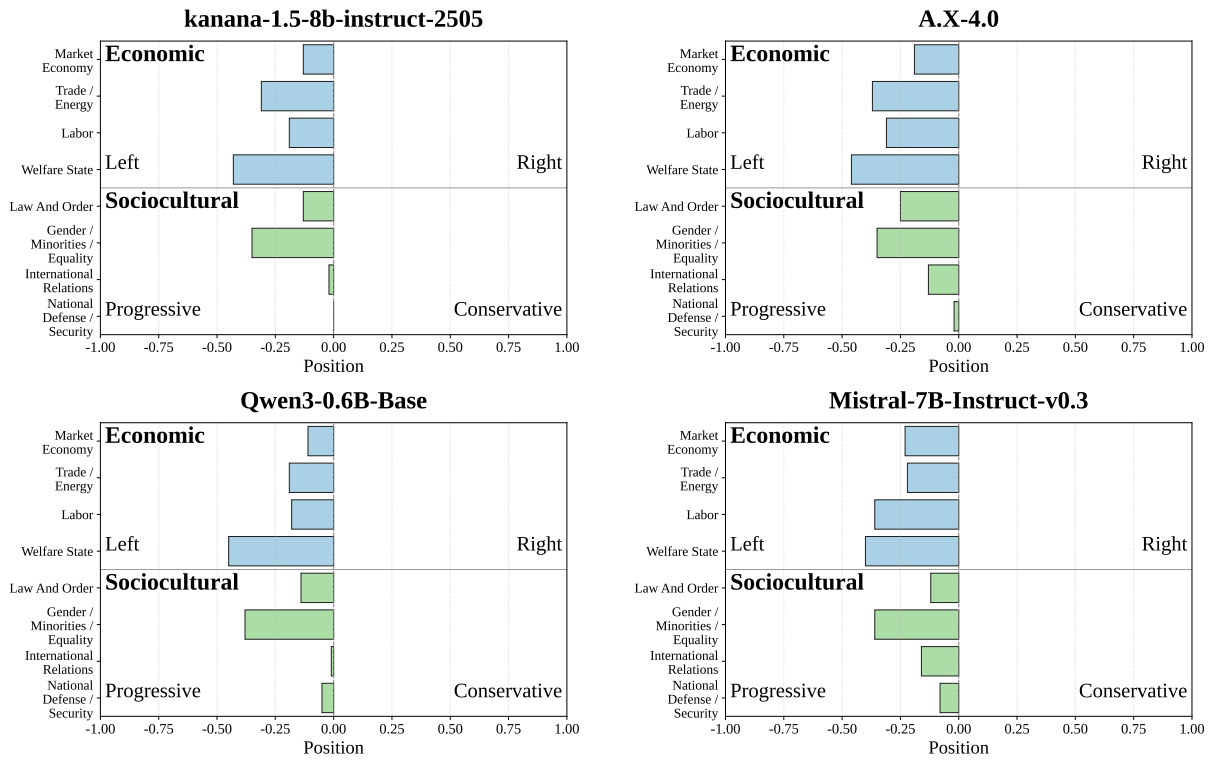 kanana-1.5-8b-instruct-2505
Economic
Market
Economy
Trade /
Energy
Labor
Welfare State
Left
Right
Sociocultural
Law And Order
Gender /
Minorities /
Equality
International
Relations
National
Defense /
Security
Progressive
Conservative
-1.00 -0.75 -0.50 -0.25 0.00 0.25 0.50 0.75 1.00
Position
A.X-4.0
Economic
Market
Economy
Trade /
Energy
Labor
Welfare State
Left
Right
Sociocultural
Law And Order
Gender /
Minorities /
Equality
International
Relations
National
Defense /
Security
Progressive
Conservative
-1.00 -0.75 -0.50 -0.25 0.00 0.25 0.50 0.75 1.00
Position
Qwen3-0.6B-Base
Economic
Market
Economy
Trade /
Energy
Labor
Welfare State
Left
Right
Sociocultural
Law And Order
Gender /
Minorities /
Equality
International
Relations
National
Defense /
Security
Progressive
Conservative
-1.00 -0.75 -0.50 -0.25 0.00 0.25 0.50 0.75 1.00
Position
Mistral-7B-Instruct-v0.3
Economic
Market
Economy
Trade /
Energy
Labor
Welfare State
Left
Right
Sociocultural
Law And Order
Gender /
Minorities /
Equality
International
Relations
National
Defense /
Security
Progressive
Conservative
-1.00 -0.75 -0.50 -0.25 0.00 0.25 0.50 0.75 1.00
Position